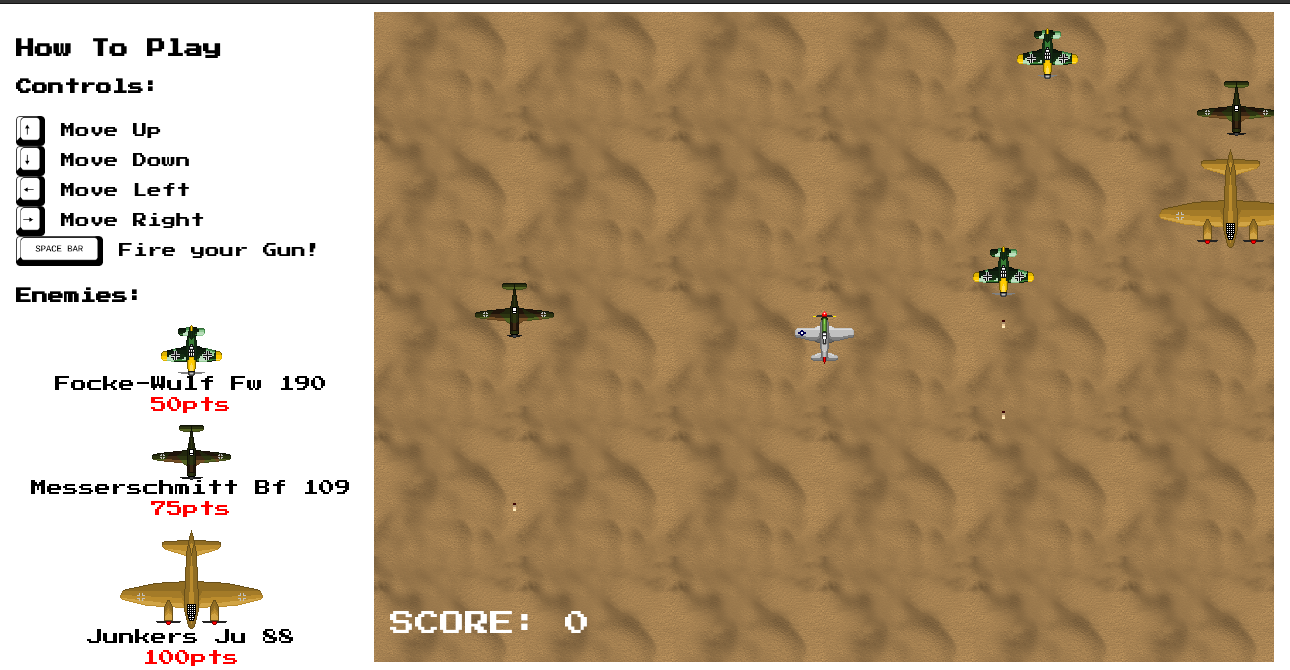 How To Play
Controls:
↑ Move Up
↓ Move Down
← Move Left
→ Move Right
SPACE BAR Fire your Gun!
Enemies:
Focke-Wulf Fw 190
50pts
Messerschmitt Bf 109
75pts
Junkers Ju 88
100pts
SCORE: 0